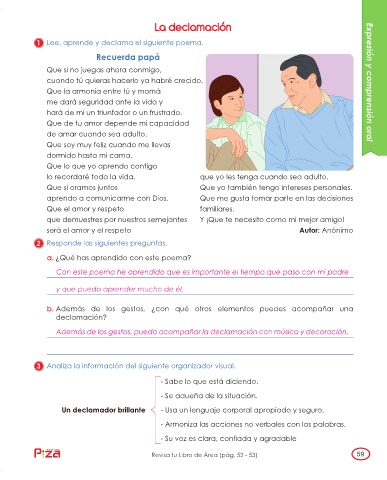 La declamación
1 Lee, aprende y declama el siguiente poema.
Recuerda papá
Que si no juegas ahora conmigo,
cuando tú quieras hacerlo ya habré crecido.
Que la armonía entre tú y mamá
me dará seguridad ante la vida y
hará de mi un triunfador o un frustrado.
Que de tu amor depende mi capacidad
de amar cuando sea adulto.
Que soy muy feliz cuando me llevas
dormido hasta mi cama.
Que lo que yo aprenda contigo
lo recordaré toda la vida.
Que si oramos juntos
aprendo a comunicarme con Dios.
Que el amor y respeto
que demuestres por nuestros semejantes
será el amor y el respeto
que yo les tenga cuando sea adulto.
Que yo también tengo intereses personales.
Que me gusta tomar parte en las decisiones
familiares.
Y ¡Que te necesito como mi mejor amigo!
Autor: Anónimo
2 Responde las siguientes preguntas.
a. ¿Qué has aprendido con este poema?
Con este poema he aprendido que es importante el tiempo que paso con mi padre
y que puedo aprender mucho de él.
b. Además de los gestos, ¿con qué otros elementos puedes acompañar una
declamación?
Además de los gestos, puedo acompañar la declamación con música y decoración.
3 Analiza la información del siguiente organizador visual.
Un declamador brillante
- Sabe lo que está diciendo.
- Se adueña de la situación.
- Usa un lenguaje corporal apropiado y seguro.
- Armoniza las acciones no verbales con las palabras.
- Su voz es clara, confiada y agradable
Revisa tu Libro de Área (pág. 52 - 53)
59
Expresión y comprensión oral